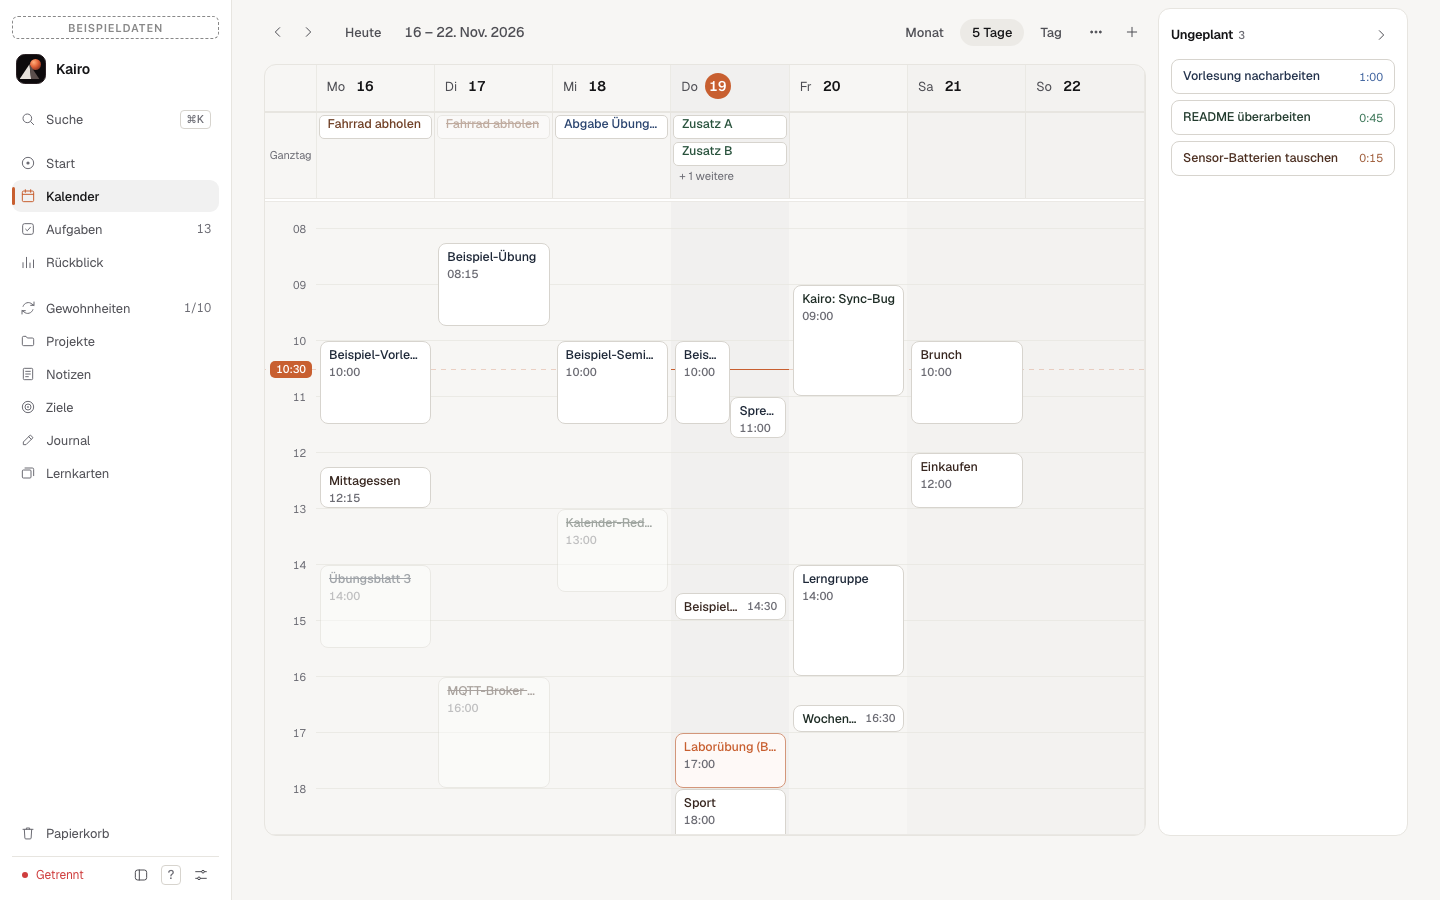 BEISPIELDATEN
Kairo
Suche ⌘K
Start
Kalender
Aufgaben 13
Rückblick
Gewohnheiten 1/10
Projekte
Notizen
Ziele
Journal
Lernkarten
Papierkorb
Getrennt ?
Heute 16 – 22. Nov. 2026 Monat 5 Tage Tag
Mo 16 Di 17 Mi 18 Do 19 Fr 20 Sa 21 So 22
Ganztag
Fahrrad abholen
Fahrrad abholen
Abgabe Übung...
Zusatz A
Zusatz B
+ 1 weitere
08
09
10
10:30
11
12
13
14
15
16
17
18
Beispiel-Vorle...
10:00
Mittagessen
12:15
Übungsblatt 3
14:00
Beispiel-Übung
08:15
MQTT-Broker ...
16:00
Beispiel-Semi...
10:00
Kalender-Red...
13:00
Beis...
10:00
Spre...
11:00
Beispiel... 14:30
Laborübung (B...
17:00
Sport
18:00
Kairo: Sync-Bug
09:00
Lerngruppe
14:00
Wochen... 16:30
Brunch
10:00
Einkaufen
12:00
Ungeplant 3
Vorlesung nacharbeiten 1:00
README überarbeiten 0:45
Sensor-Batterien tauschen 0:15